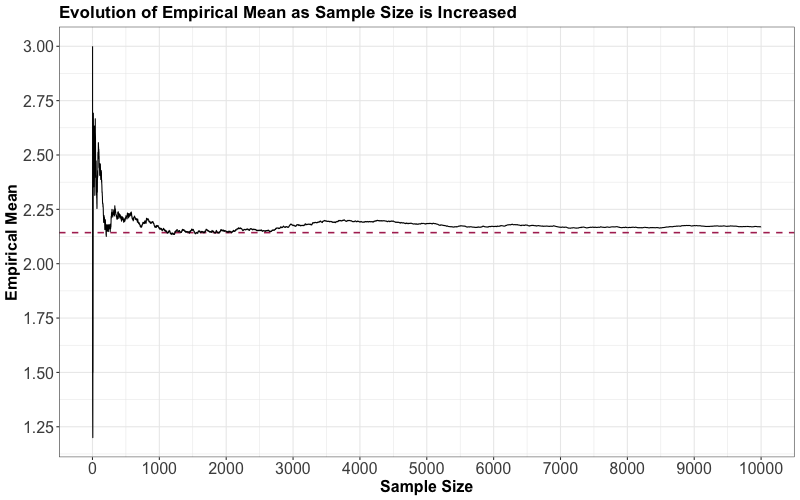 Evolution of Empirical Mean as Sample Size is Increased
Empirical Mean
3.00
2.75
2.50
2.25
2.00
1.75
1.50
1.25
0 1000 2000 3000 4000 5000 6000 7000 8000 9000 10000
Sample Size